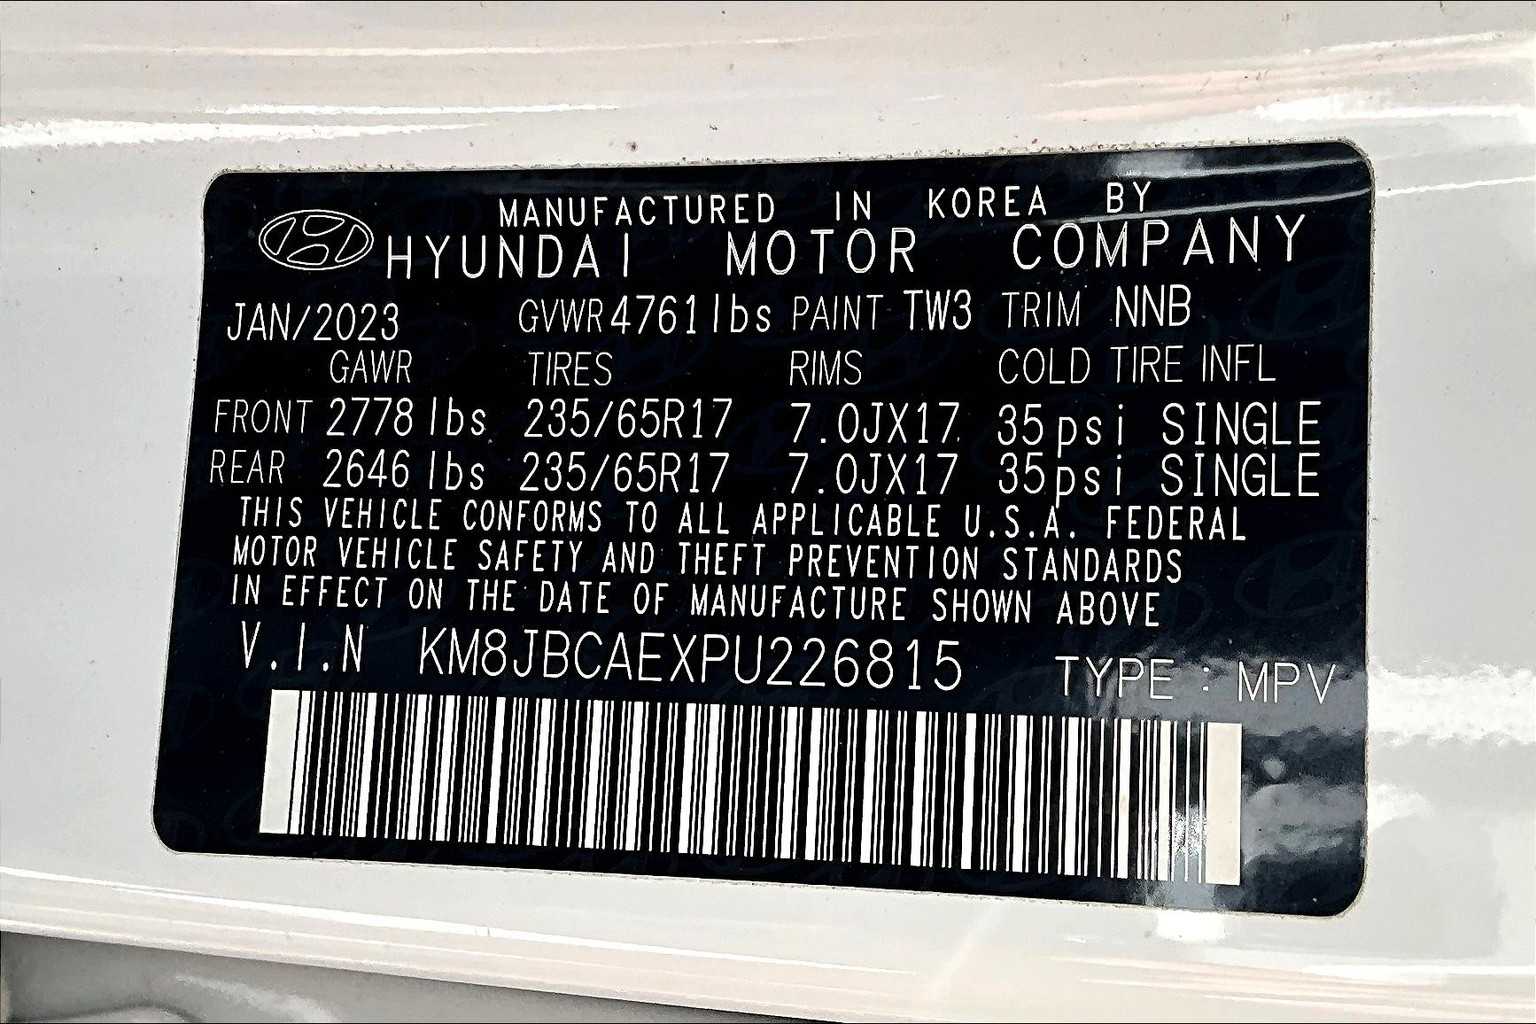 MANUFACTURED IN KOREA BY
HYUNDAI MOTOR COMPANY
JAN/2023 GVWR 4761 lbs PAINT TW3 TRIM NNB
GAWR TIRES RIMS COLD TIRE INFL
FRONT 2778 lbs 235/65R17 7.0JX17 35psi SINGLE
REAR 2646 lbs 235/65R17 7.0JX17 35psi SINGLE
THIS VEHICLE CONFORMS TO ALL APPLICABLE U.S.A. FEDERAL
MOTOR VEHICLE SAFETY AND THEFT PREVENTION STANDARDS
IN EFFECT ON THE DATE OF MANUFACTURE SHOWN ABOVE
V.I.N KM8JBCAEXPU226815 TYPE : MPV